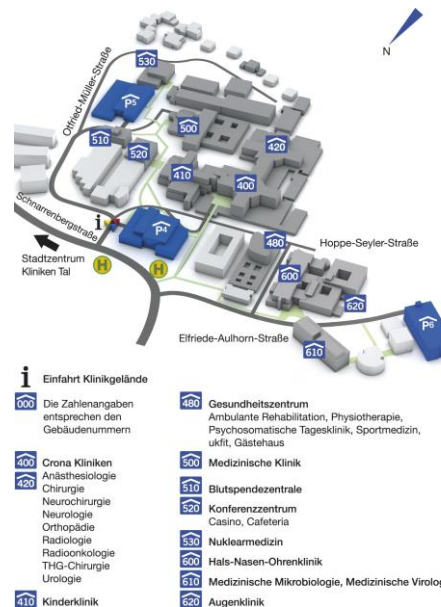 N
530
Otfried-Müller-Straße
P5
500
510
520
420
410
400
Schnarrenbergstraße
i
P4
480
Hoppe-Seyler-Straße
Stadtzentrum
Kliniken Tal
H
H
600
620
P6
Elfriede-Aulhorn-Straße
610
i Einfahrt Klinikgelände
000 Die Zahlenangaben
entsprechen den
Gebäudenummern
400 Crona Kliniken
420 Anästhesiologie
Chirurgie
Neurochirurgie
Neurologie
Orthopädie
Radiologie
Radioonkologie
THG-Chirurgie
Urologie
410 Kinderklinik
480 Gesundheitszentrum
Ambulante Rehabilitation, Physiotherapie,
Psychosomatische Tagesklinik, Sportmedizin,
ukfit, Gästehaus
500 Medizinische Klinik
510 Blutspendezentrale
520 Konferenzzentrum
Casino, Cafeteria
530 Nuklearmedizin
600 Hals-Nasen-Ohrenklinik
610 Medizinische Mikrobiologie, Medizinische Virolog
620 Augenklinik